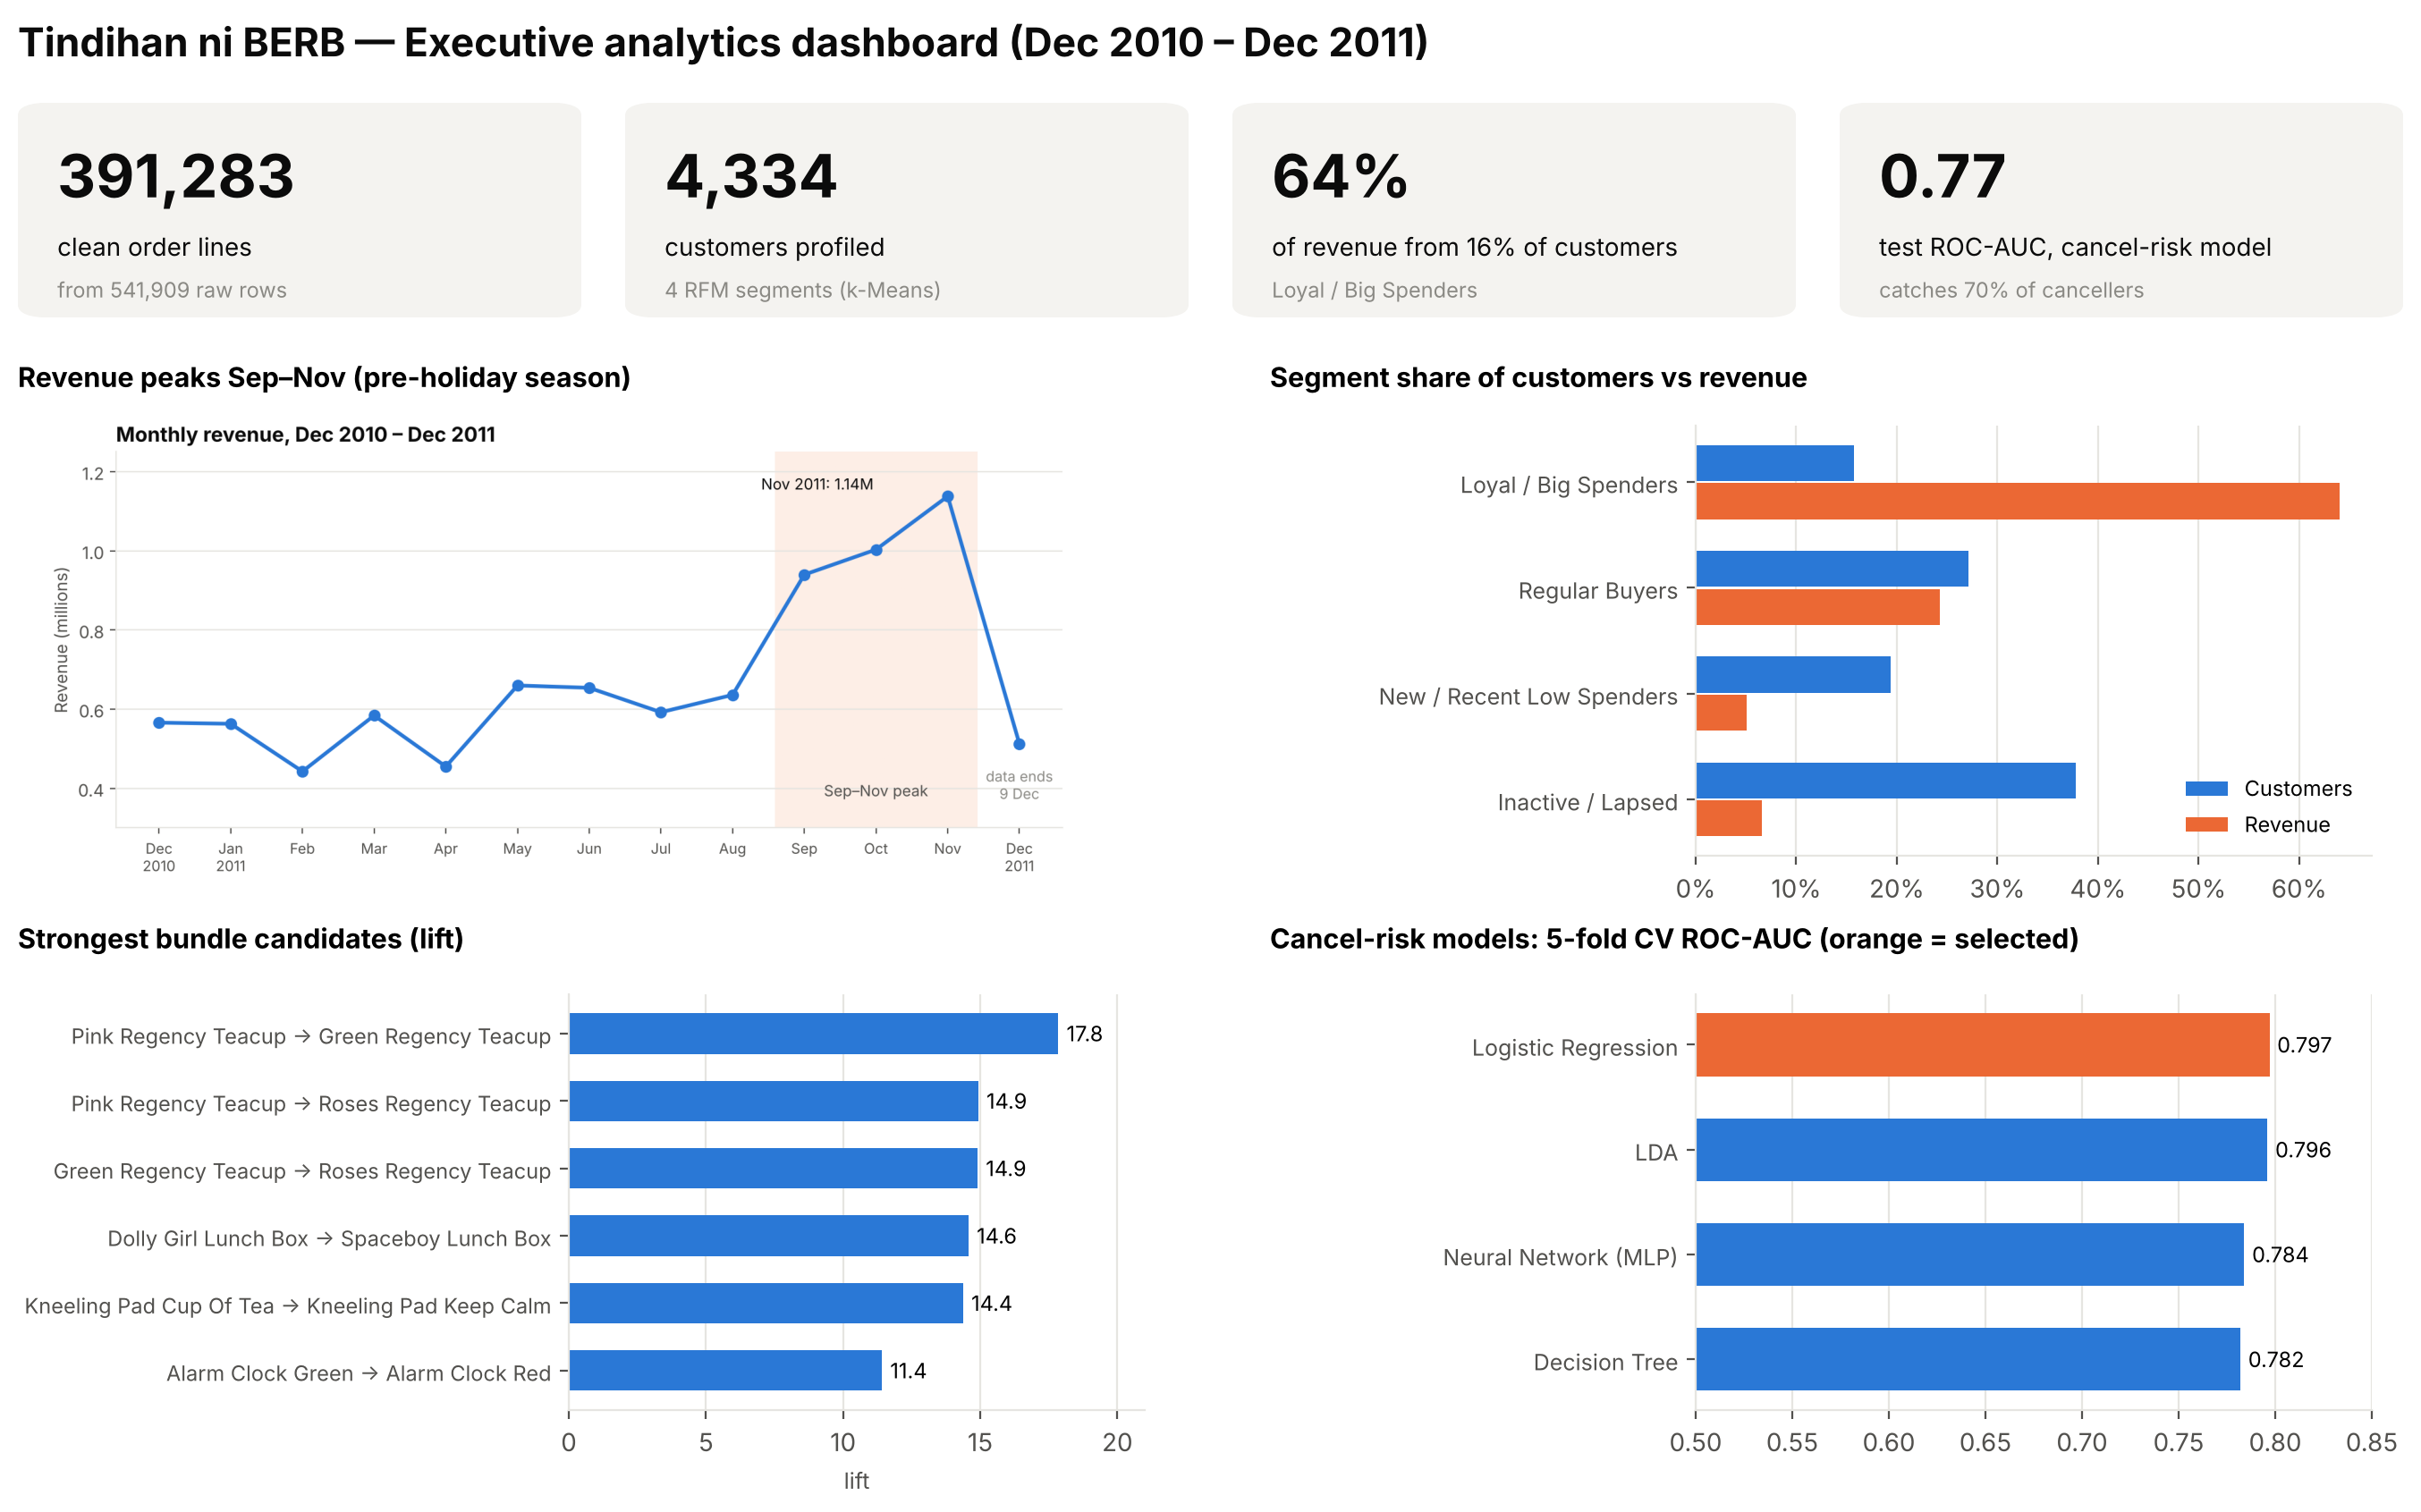 Tindihan ni BERB — Executive analytics dashboard (Dec 2010 – Dec 2011)
391,283
clean order lines
from 541,909 raw rows
4,334
customers profiled
4 RFM segments (k-Means)
64%
of revenue from 16% of customers
Loyal / Big Spenders
0.77
test ROC-AUC, cancel-risk model
catches 70% of cancellers
Revenue peaks Sep–Nov (pre-holiday season)
Monthly revenue, Dec 2010 – Dec 2011
Revenue (millions)
1.2
1.0
0.8
0.6
0.4
Nov 2011: 1.14M
Sep–Nov peak
data ends
9 Dec
Dec Jan Feb Mar Apr May Jun Jul Aug Sep Oct Nov Dec
2010 2011 2011
Segment share of customers vs revenue
Loyal / Big Spenders
Regular Buyers
New / Recent Low Spenders
Inactive / Lapsed
Customers
Revenue
0% 10% 20% 30% 40% 50% 60%
Strongest bundle candidates (lift)
Pink Regency Teacup → Green Regency Teacup 17.8
Pink Regency Teacup → Roses Regency Teacup 14.9
Green Regency Teacup → Roses Regency Teacup 14.9
Dolly Girl Lunch Box → Spaceboy Lunch Box 14.6
Kneeling Pad Cup Of Tea → Kneeling Pad Keep Calm 14.4
Alarm Clock Green → Alarm Clock Red 11.4
0 5 10 15 20
lift
Cancel-risk models: 5-fold CV ROC-AUC (orange = selected)
Logistic Regression 0.797
LDA 0.796
Neural Network (MLP) 0.784
Decision Tree 0.782
0.50 0.55 0.60 0.65 0.70 0.75 0.80 0.85